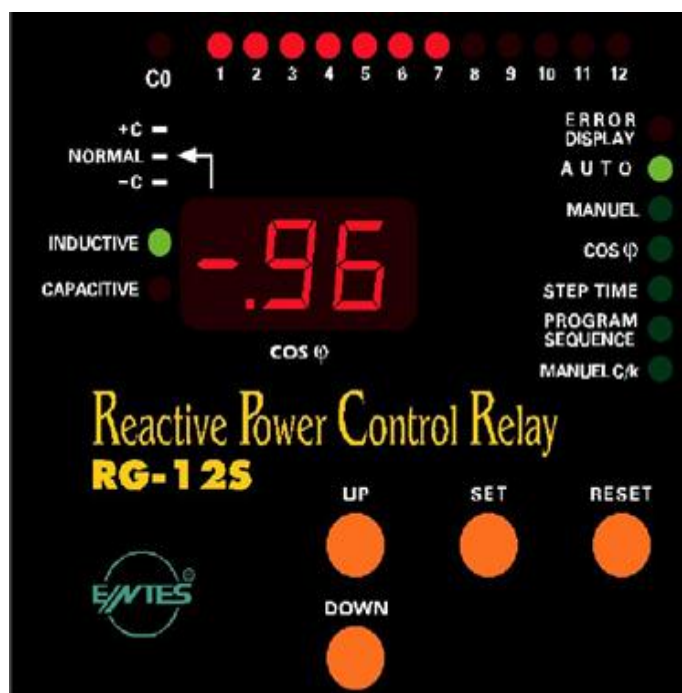 C0 1 2 3 4 5 6 7 8 9 10 11 12
+C
NORMAL
-C
ERROR
DISPLAY
AUTO
MANUEL
INDUCTIVE
COS φ
CAPACITIVE
STEP TIME
-.96
PROGRAM
SEQUENCE
COS φ
MANUEL C/k
Reactive Power Control Relay
RG-12S
UP SET RESET
ENTES®
DOWN